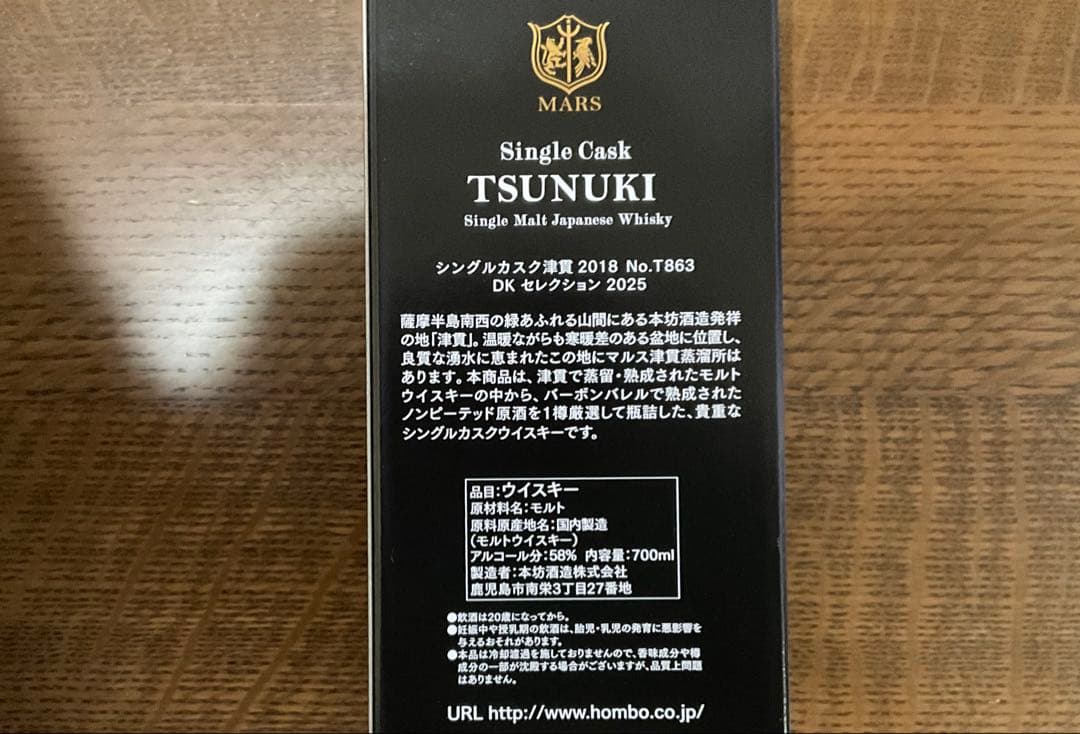 MARS
Single Cask
TSUNUKI
Single Malt Japanese Whisky
シングルカスク津貫 2018 No.T863
DK セレクション 2025
薩摩半島南西の緑あふれる山間にある本坊酒造発祥
の地「津貫」。温暖ながらも寒暖差のある盆地に位置し、
良質な湧水に恵まれたこの地にマルス津貫蒸溜所は
あります。本商品は、津貫で蒸留・熟成されたモルト
ウイスキーの中から、バーボンバレルで熟成された
ノンピーテッド原酒を1樽厳選して瓶詰した、貴重な
シングルカスクウイスキーです。
品目:ウイスキー
原材料名:モルト
原料原産地名:国内製造
(モルトウイスキー)
アルコール分:58% 内容量:700ml
製造者:本坊酒造株式会社
鹿児島市南栄3丁目27番地
●飲酒は20歳になってから。
●妊娠中や授乳期の飲酒は、胎児・乳児の発育に悪影響を
与えるおそれがあります。
●本品は冷却濾過を施しておりませんので、香味成分や樽
成分の一部が沈殿する場合がございますが、品質上問題
はありません。
URL http://www.hombo.co.jp/